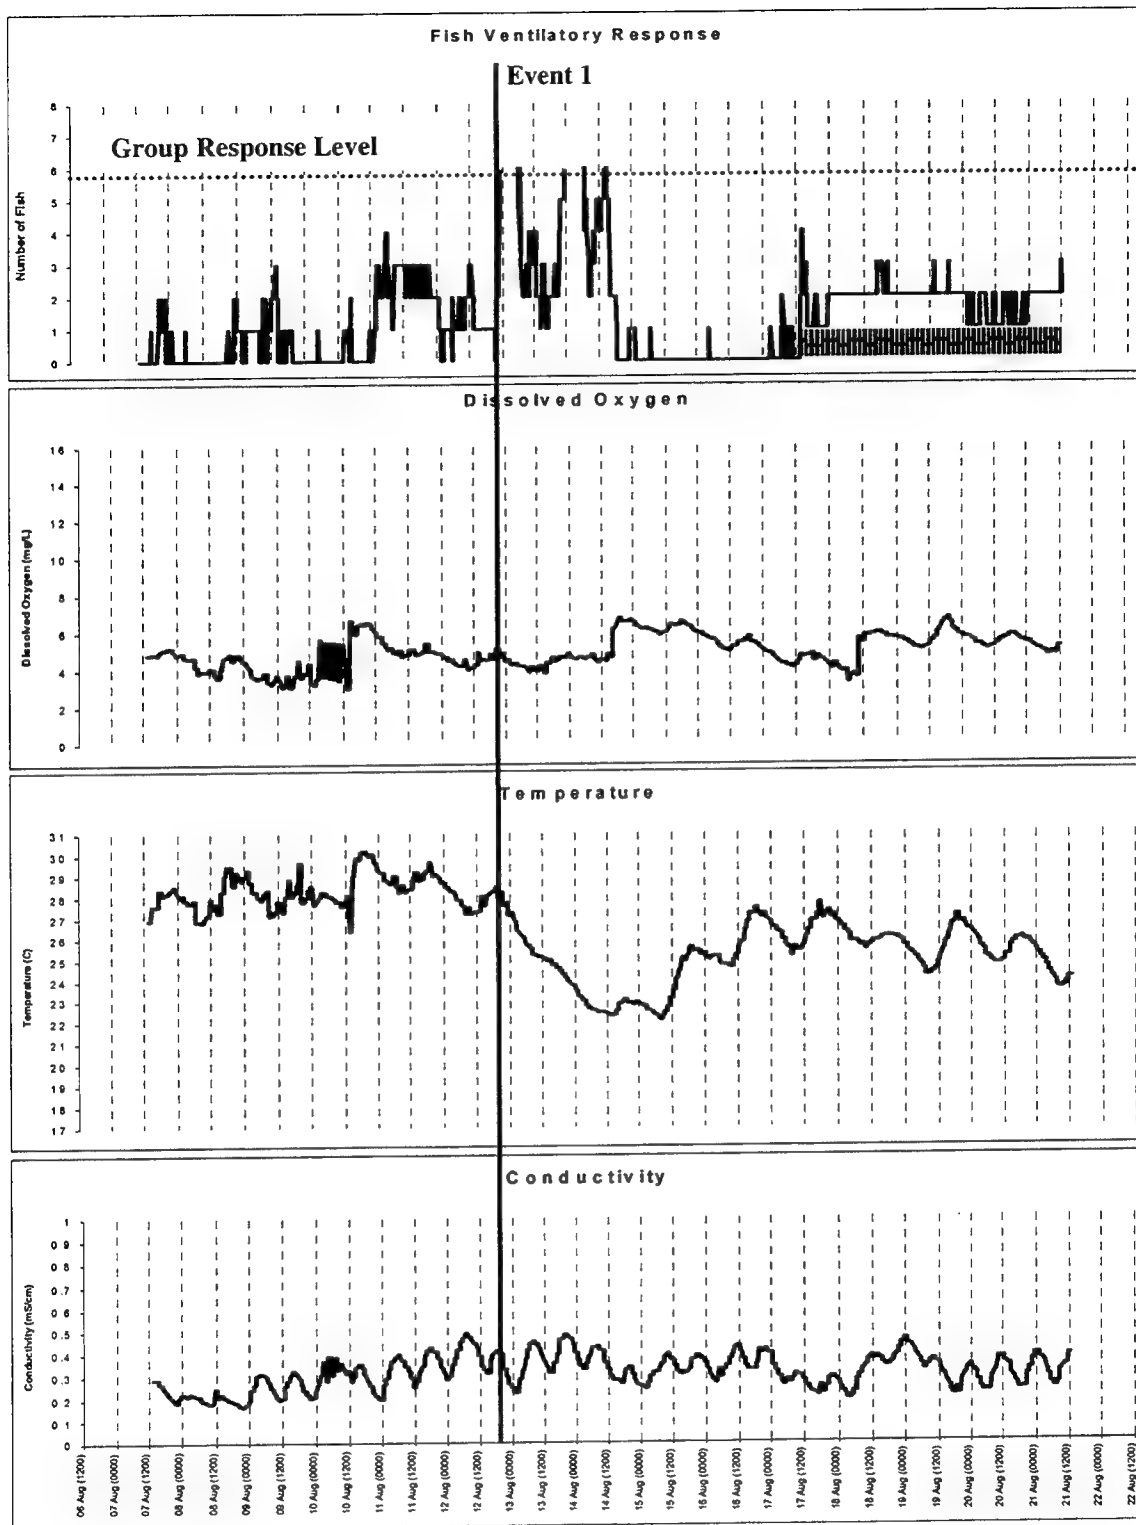 Fish Ventilatory Response
Event 1
Group Response Level
Number of Fish
8
7
6
5
4
3
2
1
0
Dissolved Oxygen
Dissolved Oxygen (mg/L)
16
14
12
10
8
6
4
2
0
Temperature
Temperature (C)
31
30
29
28
27
26
25
24
23
22
21
20
19
18
17
Conductivity
Conductivity (mS/cm)
1
0 9
0 8
0 7
0 6
0.5
0.4
0.3
0 2
0 1
0
06 Aug (1200)
07 Aug (0000)
07 Aug (1200)
08 Aug (0000)
08 Aug (1200)
09 Aug (0000)
09 Aug (1200)
10 Aug (0000)
10 Aug (1200)
11 Aug (0000)
11 Aug (1200)
12 Aug (0000)
12 Aug (1200)
13 Aug (0000)
13 Aug (1200)
14 Aug (0000)
14 Aug (1200)
15 Aug (0000)
15 Aug (1200)
16 Aug (0000)
16 Aug (1200)
17 Aug (0000)
17 Aug (1200)
18 Aug (0000)
18 Aug (1200)
19 Aug (0000)
19 Aug (1200)
20 Aug (0000)
20 Aug (1200)
21 Aug (0000)
21 Aug (1200)
22 Aug (0000)
22 Aug (1200)